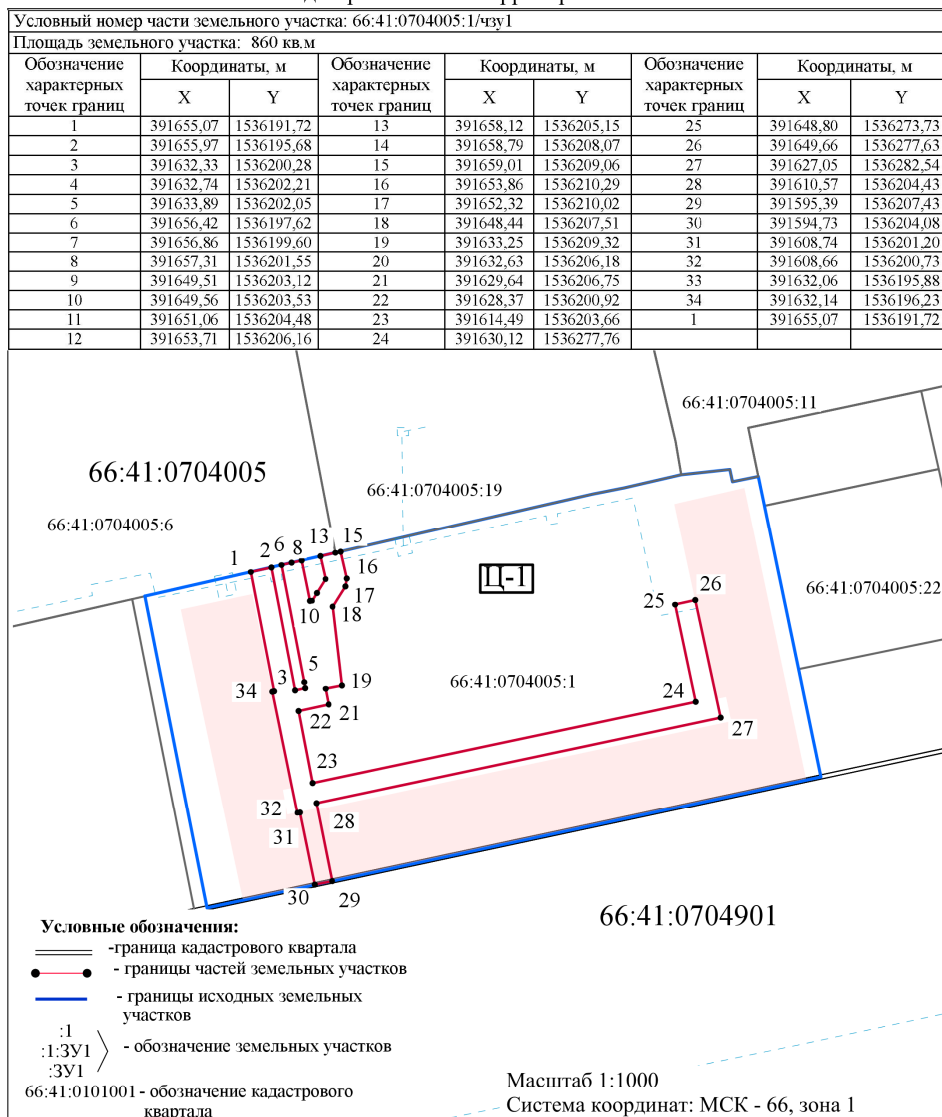 Условный номер части земельного участка: 66:41:0704005:1/чзу1
Площадь земельного участка: 860 кв.м
Обозначение характерных точек границ Координаты, м Обозначение характерных точек границ Координаты, м Обозначение характерных точек границ Координаты, м
X Y X Y X Y
1 391655,07 1536191,72 13 391658,12 1536205,15 25 391648,80 1536273,73
2 391655,97 1536195,68 14 391658,79 1536208,07 26 391649,66 1536277,63
3 391632,33 1536200,28 15 391659,01 1536209,06 27 391627,05 1536282,54
4 391632,74 1536202,21 16 391653,86 1536210,29 28 391610,57 1536204,43
5 391633,89 1536202,05 17 391652,32 1536210,02 29 391595,39 1536207,43
6 391656,42 1536197,62 18 391648,44 1536207,51 30 391594,73 1536204,08
7 391656,86 1536199,60 19 391633,25 1536209,32 31 391608,74 1536201,20
8 391657,31 1536201,55 20 391632,63 1536206,18 32 391608,66 1536200,73
9 391649,51 1536203,12 21 391629,64 1536206,75 33 391632,06 1536195,88
10 391649,56 1536203,53 22 391628,37 1536200,92 34 391632,14 1536196,23
11 391651,06 1536204,48 23 391614,49 1536203,66 1 391655,07 1536191,72
12 391653,71 1536206,16 24 391630,12 1536277,76
66:41:0704005:11
66:41:0704005
66:41:0704005:19
66:41:0704005:6
1 2 6 8 13 15
16
17
Ц-1
10
18
26
25
66:41:0704005:22
5
3
34
19
66:41:0704005:1
24
22 21
27
23
32
28
31
30
29
66:41:0704901
Условные обозначения:
-граница кадастрового квартала
- границы частей земельных участков
- границы исходных земельных
участков
:1
:1:ЗУ1
:ЗУ1
- обозначение земельных участков
66:41:0101001 - обозначение кадастрового
квартала
Масштаб 1:1000
Система координат: МСК - 66, зона 1